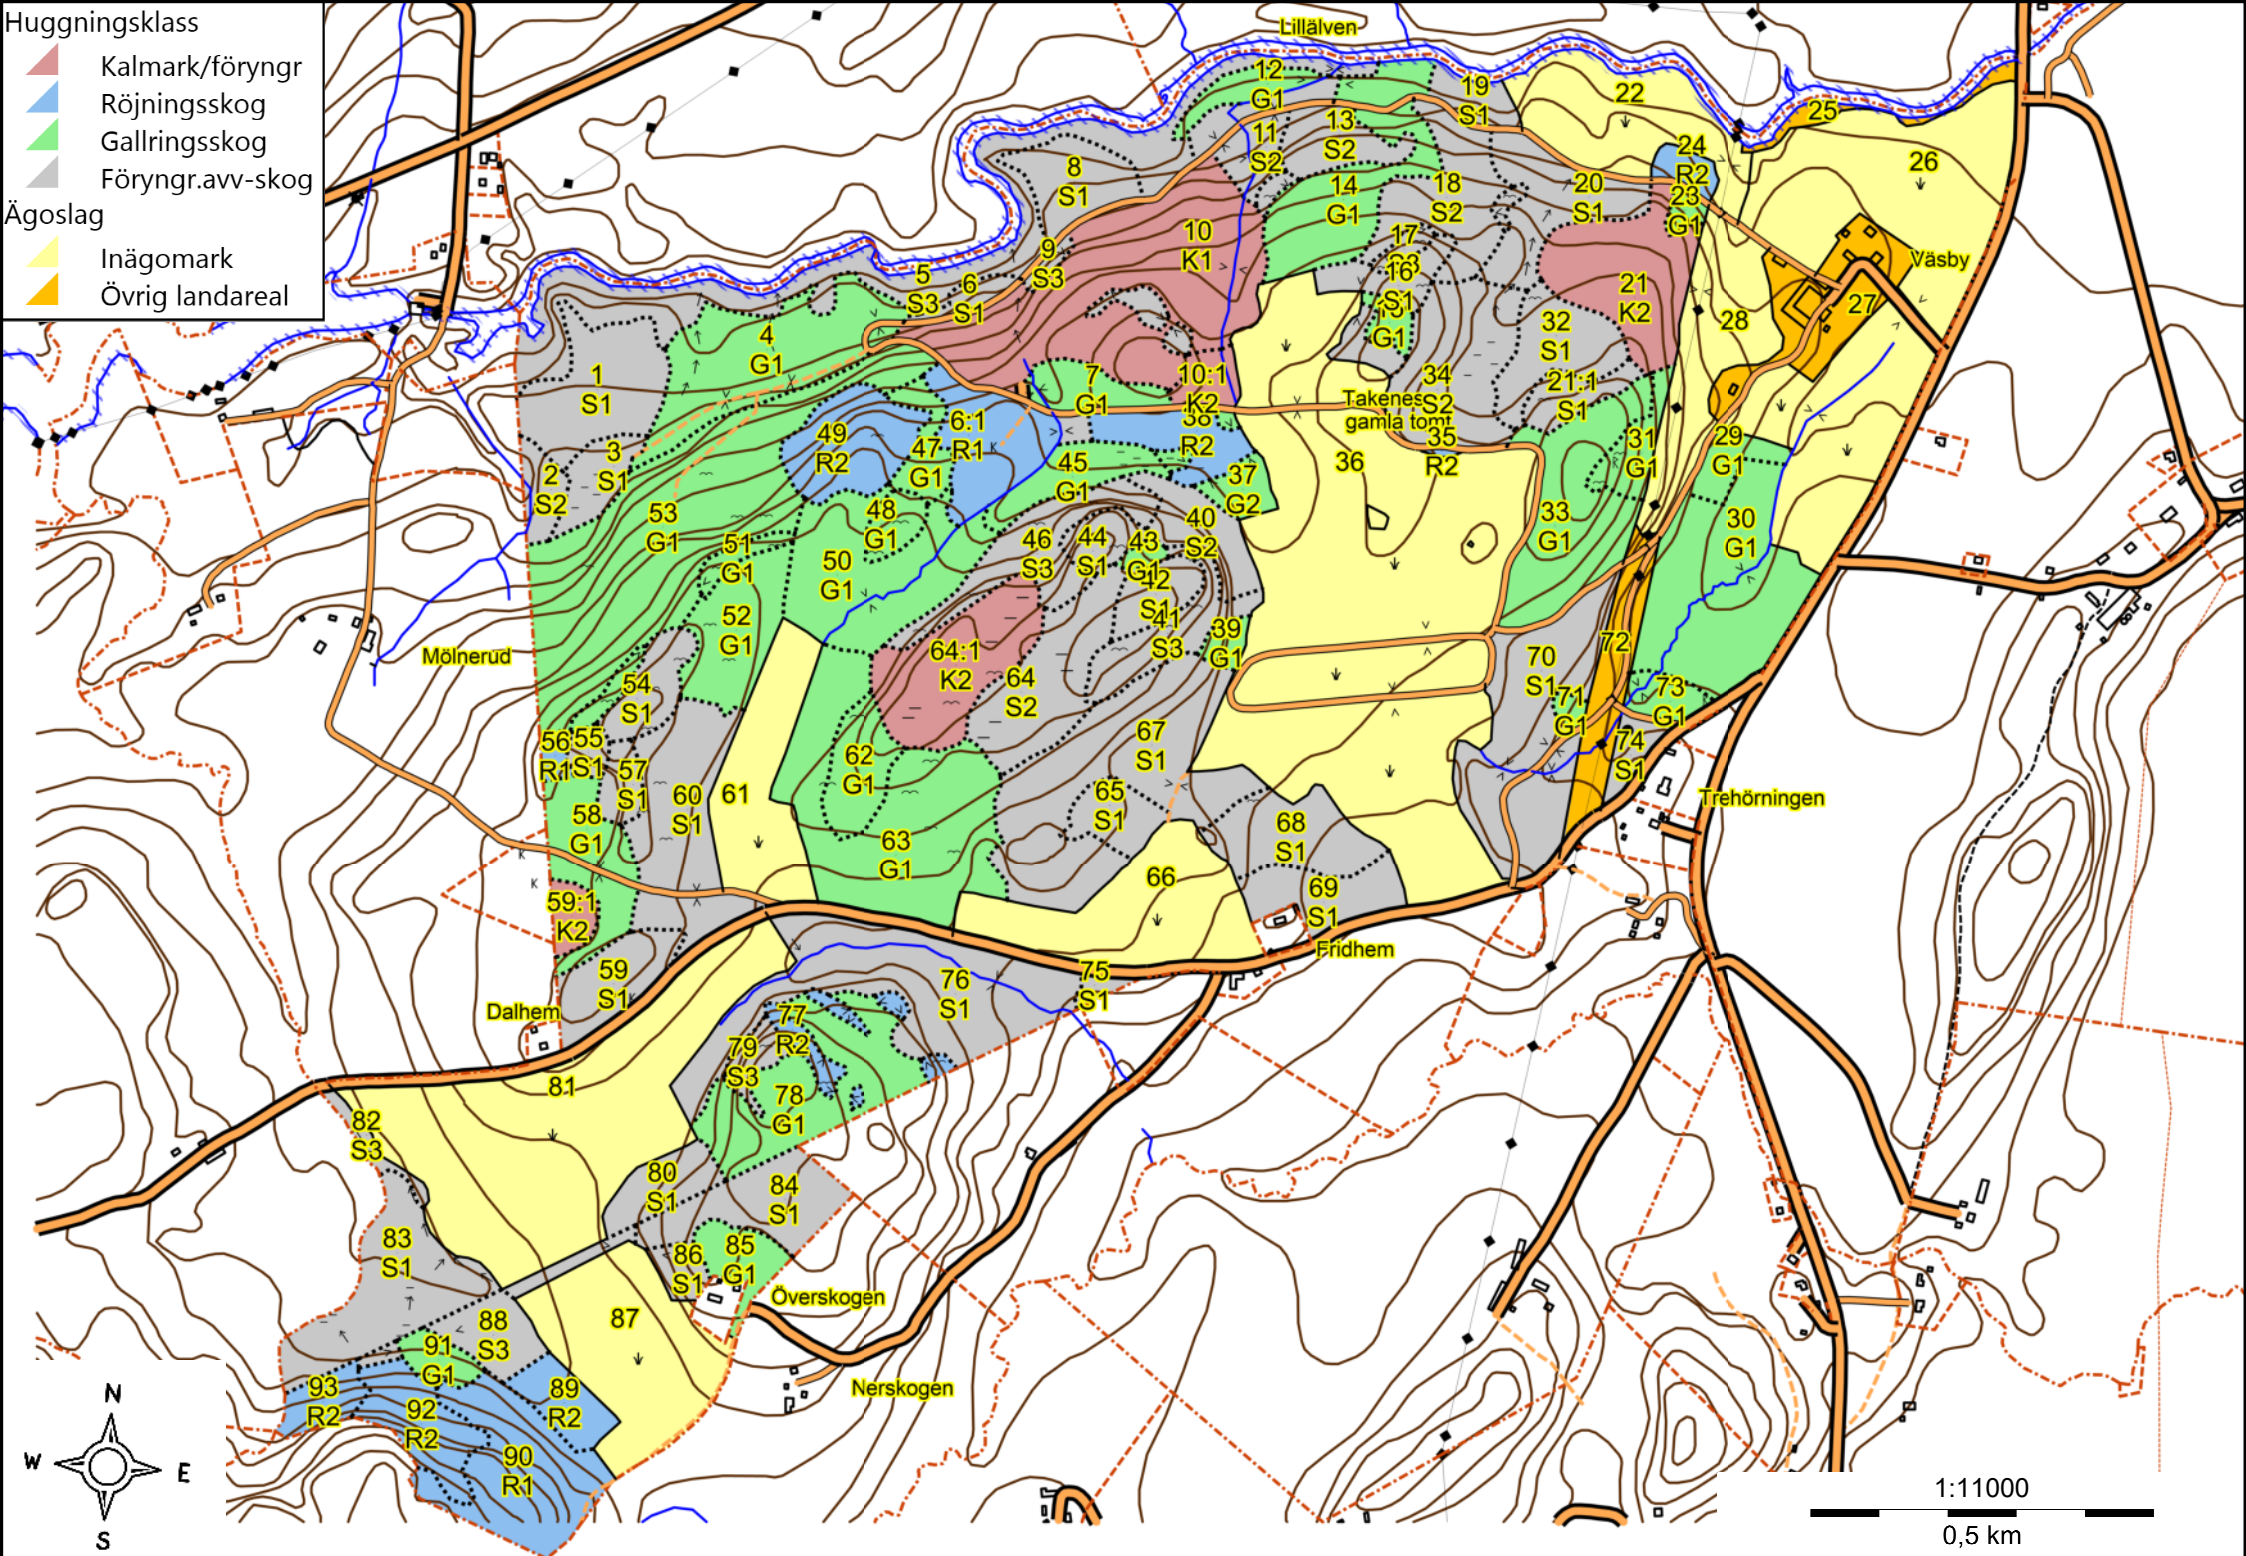 Huggningsklass
Kalmark/föryngr
Röjningsskog
Gallringsskog
Föryngr.avv-skog
Ägoslag
Inägomark
Övrig landareal
Lillälven
12
G1
19
S1
22
25
11
S2
13
S2
24
R2
26
8
S1
14
G1
18
S2
20
S1
23
G1
10
K1
9
S3
17
16
S1
G1
Väsby
5
S3
6
S1
21
K2
27
28
4
G1
32
S1
1
S1
7
G1
10:1
K2
34
S2
21:1
S1
Takenes
gamla tomt
38
R2
6:1
R1
49
R2
47
G1
45
G1
37
G2
36
35
R2
31
G1
29
G1
3
S1
2
S2
53
G1
48
G1
33
G1
30
G1
51
G1
50
G1
46
S3
44
S1
43
G1
40
S2
42
S1
41
S3
39
G1
52
G1
Mölnerud
64:1
K2
64
S2
70
S1
72
54
S1
71
G1
73
G1
56
R1
55
S1
57
S1
62
G1
67
S1
74
S1
60
S1
61
65
S1
Trehörningen
58
G1
63
G1
68
S1
66
69
S1
59:1
K2
Fridhem
59
S1
Dalhem
76
S1
75
S1
77
R2
79
S3
78
G1
81
82
S3
80
S1
84
S1
83
S1
86
S1
85
G1
Överskogen
87
88
S3
91
G1
Nerskogen
93
R2
92
R2
89
R2
90
R1
N
W
E
S
1:11000
0,5 km